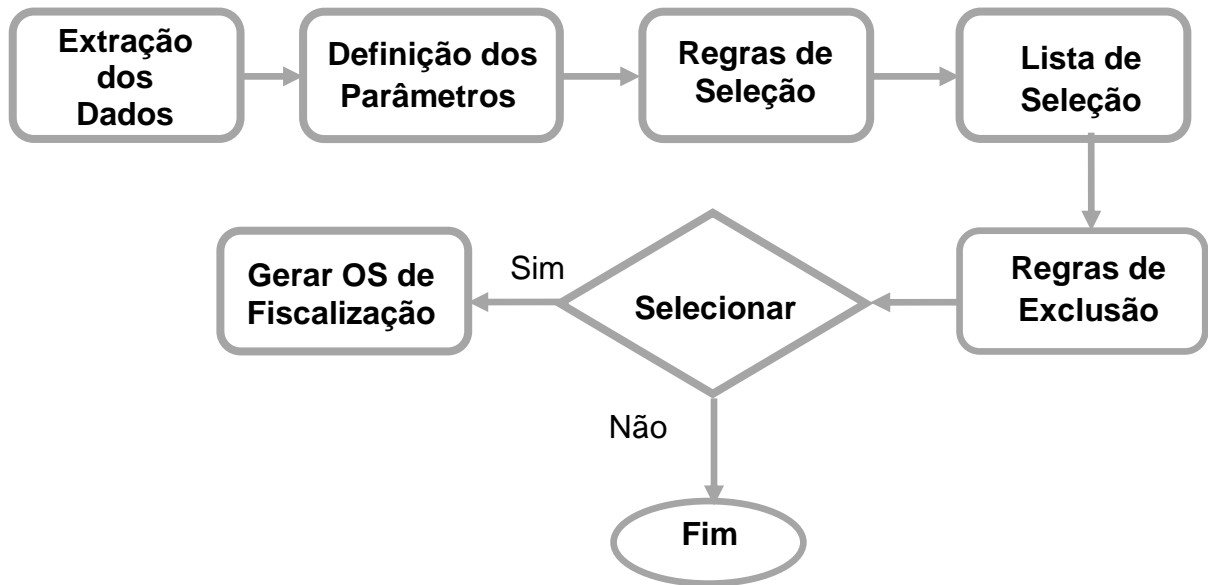 Extração
dos
Dados
Definição dos
Parâmetros
Regras de
Seleção
Lista de
Seleção
Regras de
Exclusão
Selecionar
Sim
Gerar OS de
Fiscalização
Não
Fim